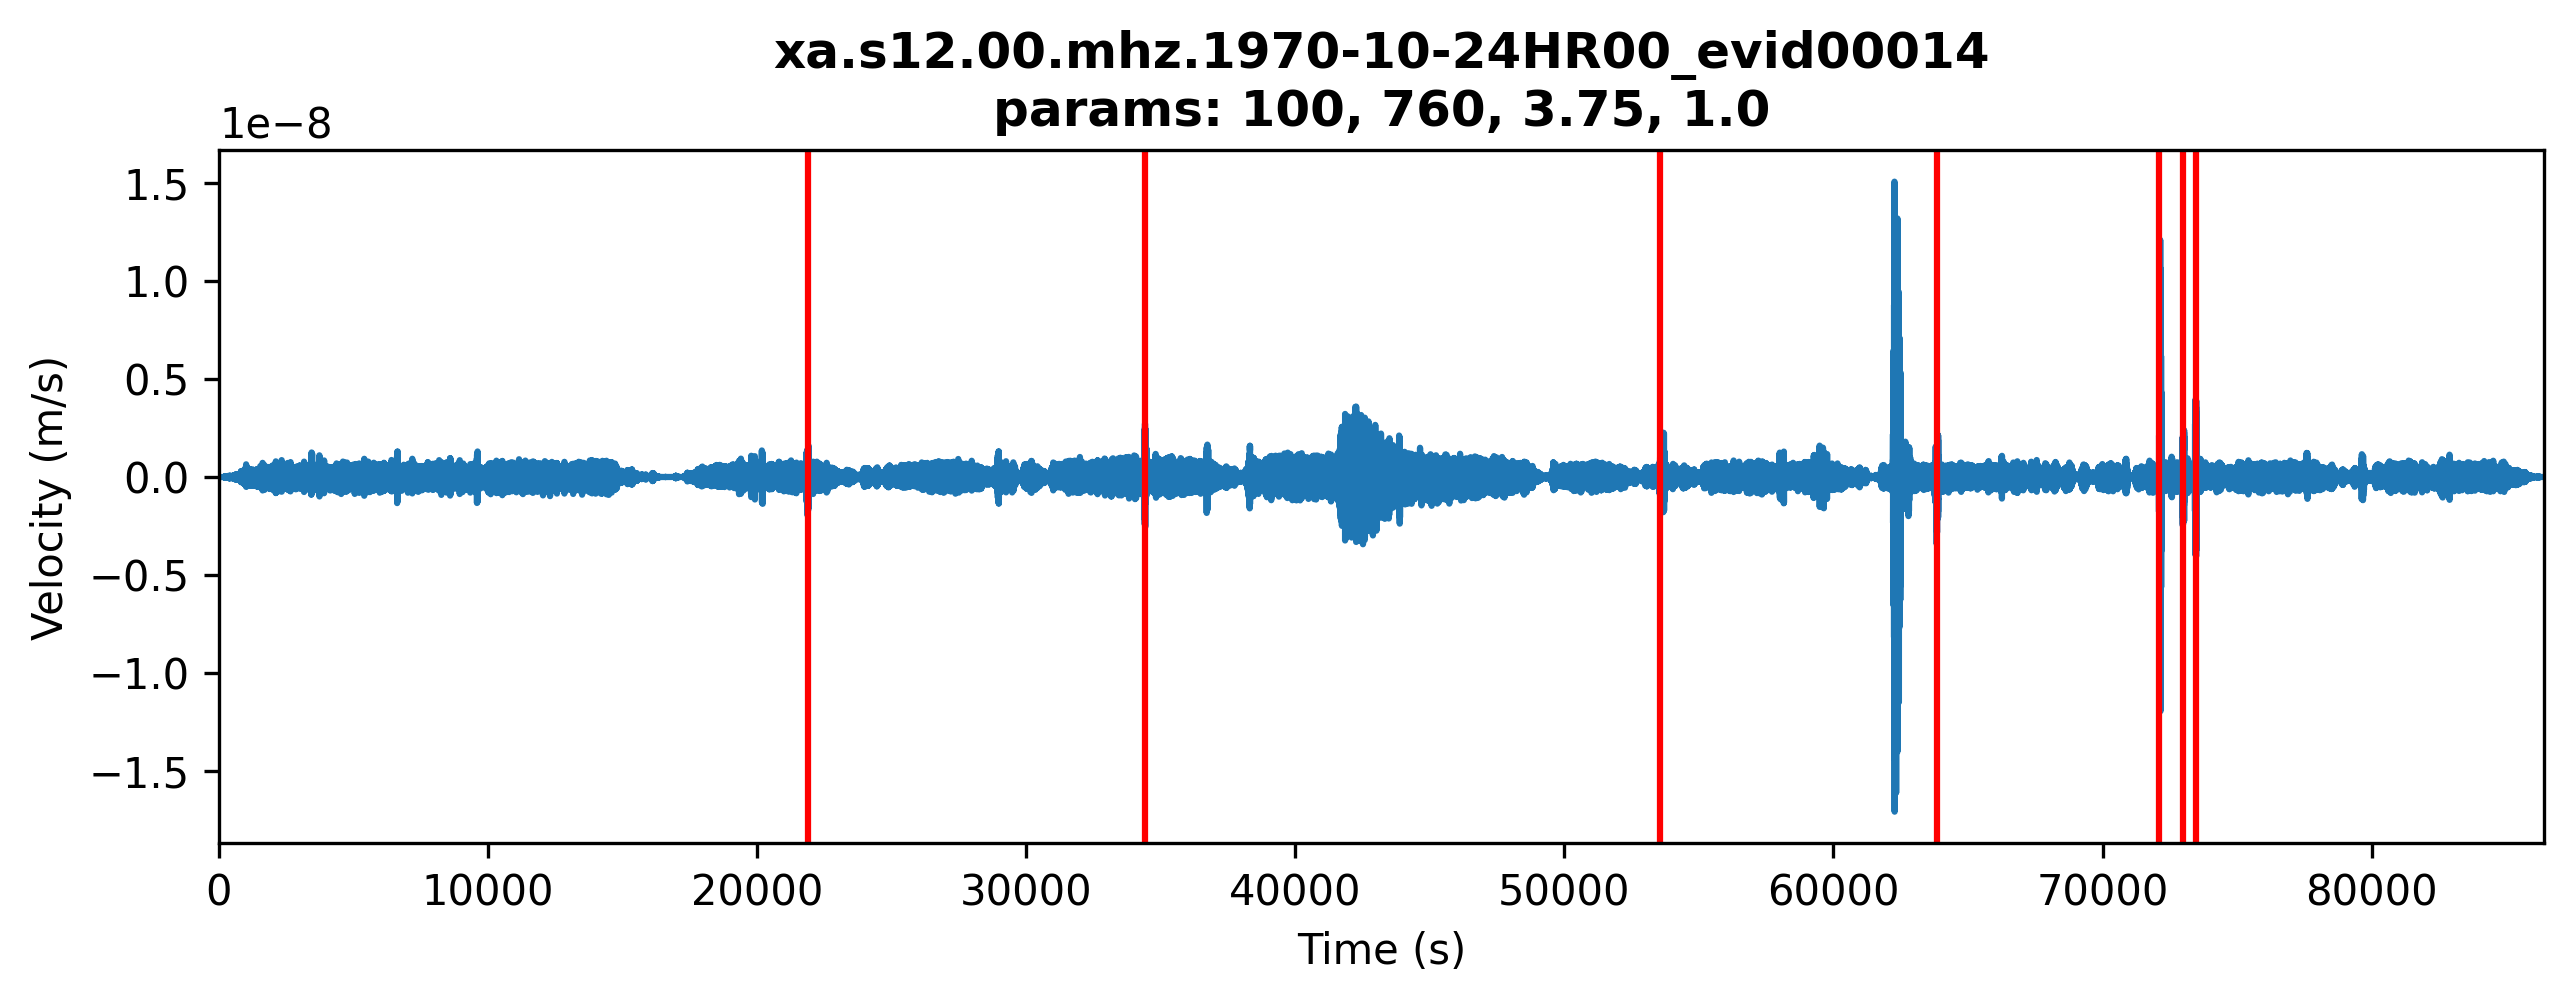 xa.s12.00.mhz.1970-10-24HR00_evid00014
params: 100, 760, 3.75, 1.0
1e−8
1.5
1.0
0.5
0.0
−0.5
−1.0
−1.5
Velocity (m/s)
0 10000 20000 30000 40000 50000 60000 70000 80000
Time (s)